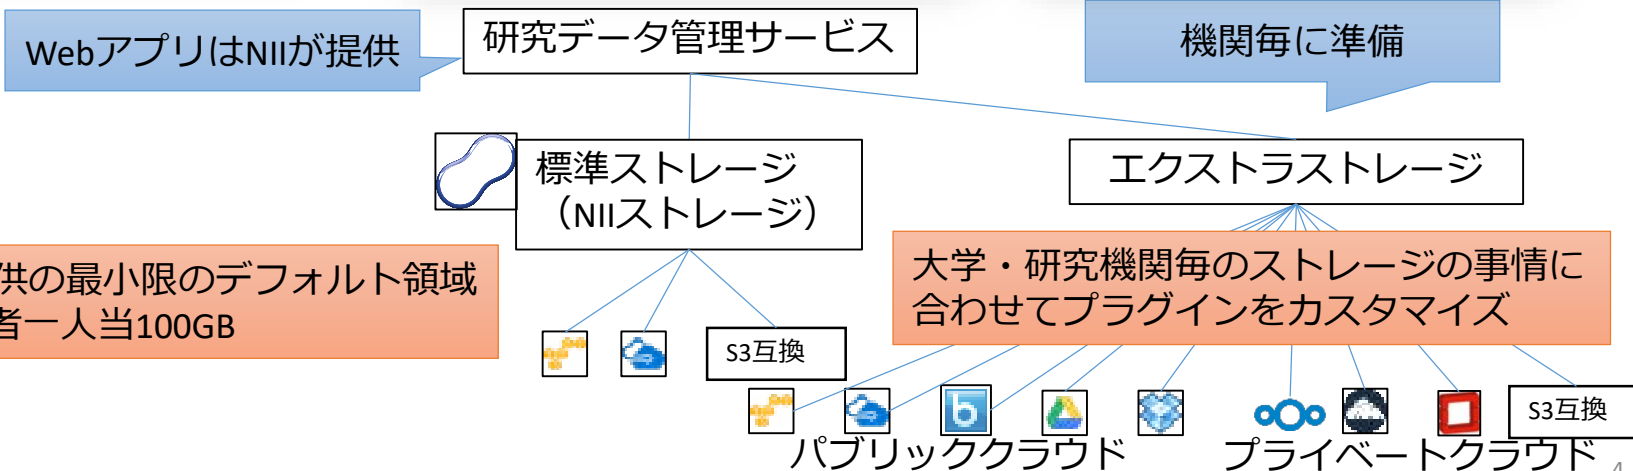 WebアプリはNIIが提供
研究データ管理サービス
機関毎に準備
標準ストレージ
（NIIストレージ）
エクストラストレージ
供の最小限のデフォルト領域
者一人当100GB
大学・研究機関毎のストレージの事情に
合わせてプラグインをカスタマイズ
S3互換
S3互換
パブリッククラウド
プライベートクラウド